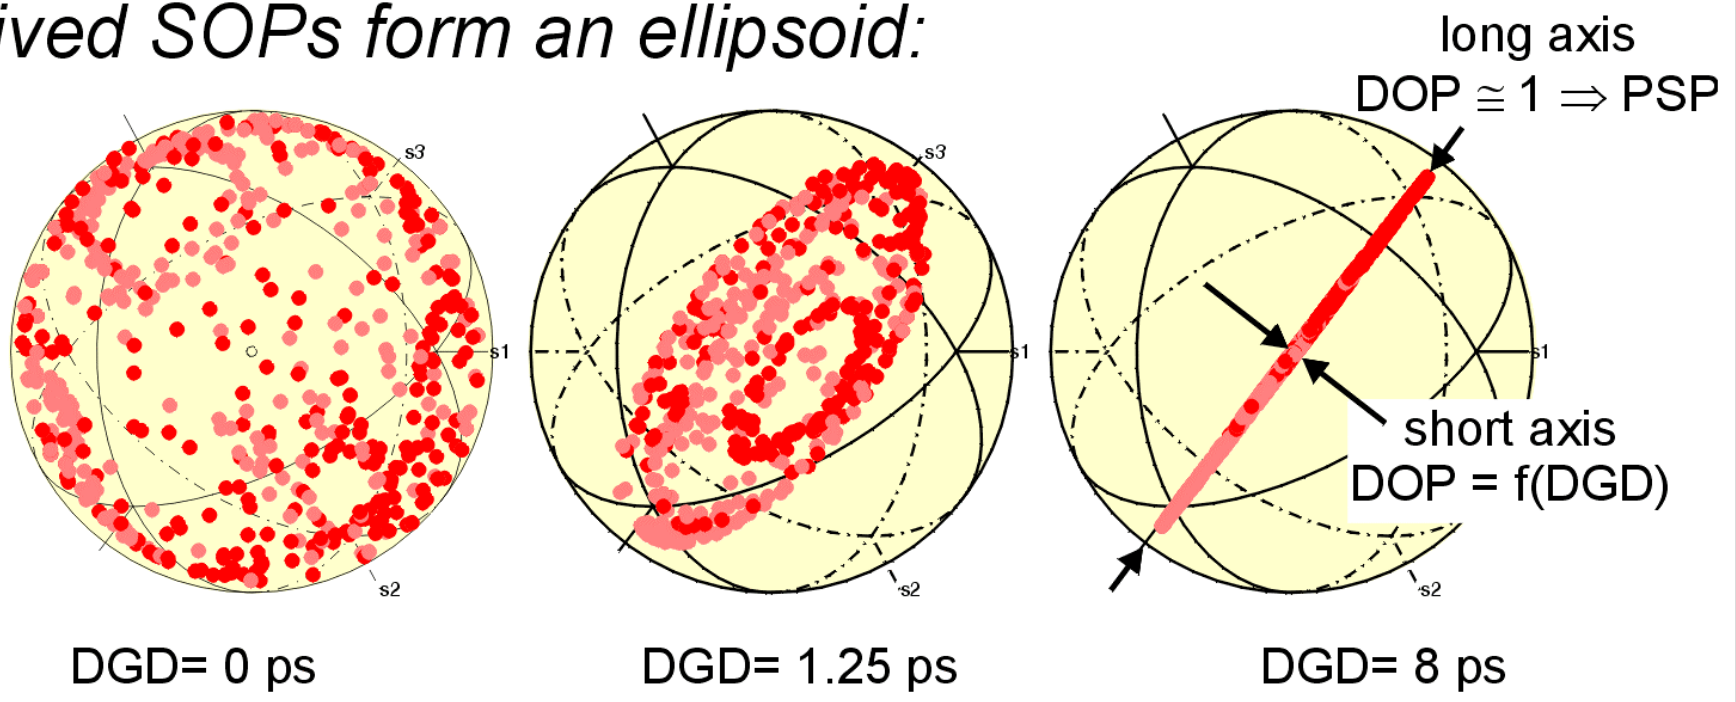 ived SOPs form an ellipsoid:
long axis
DOP ≅ 1 ⇒ PSP
s3
s1
s2
s3
s1
s2
s1
s2
short axis
DOP = f(DGD)
DGD= 0 ps
DGD= 1.25 ps
DGD= 8 ps